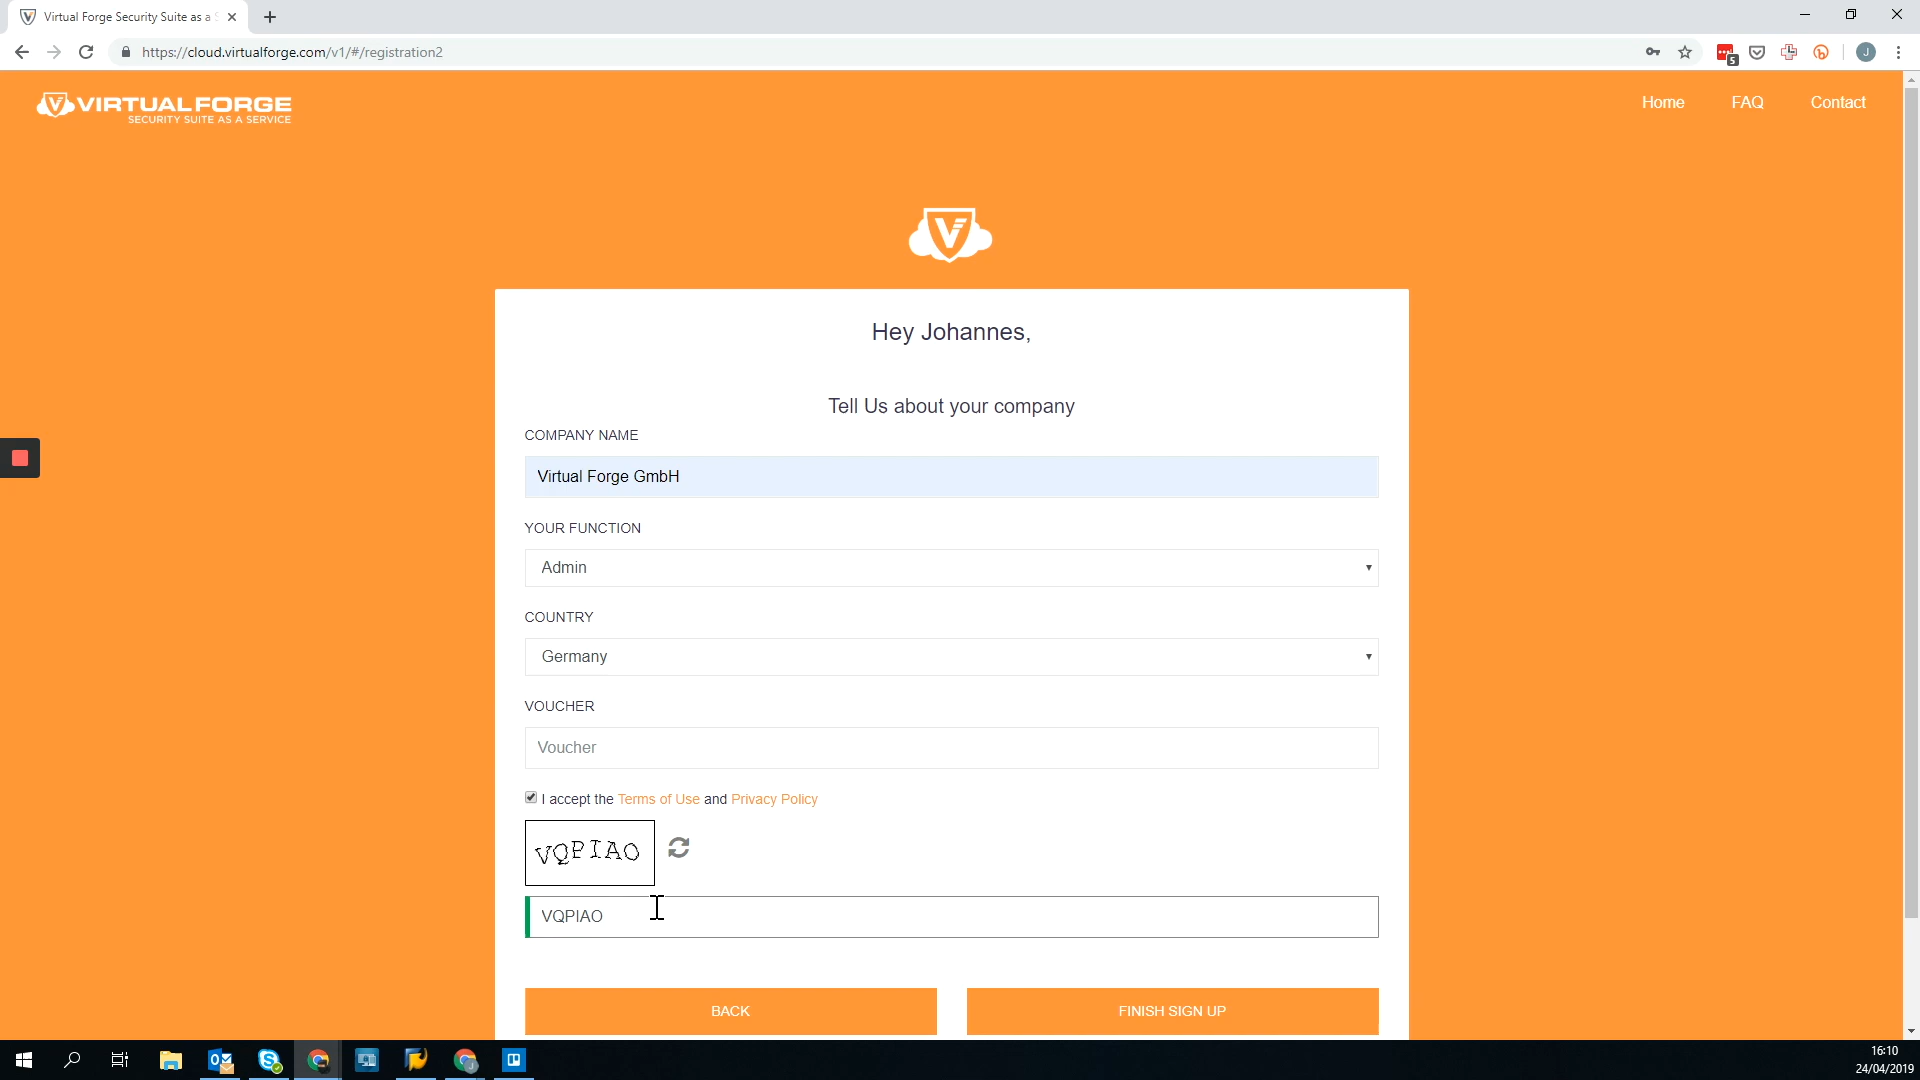 Virtual Forge Security Suite as a S
https://cloud.virtualforge.com/v1/#/registration2
5
J
VIRTUALFORGE
SECURITY SUITE AS A SERVICE
Home
FAQ
Contact
Hey Johannes,
Tell Us about your company
COMPANY NAME
Virtual Forge GmbH
YOUR FUNCTION
Admin
COUNTRY
Germany
VOUCHER
Voucher
I accept the Terms of Use and Privacy Policy
VQPIAO
VQPIAO
BACK
FINISH SIGN UP
16:10
24/04/2019